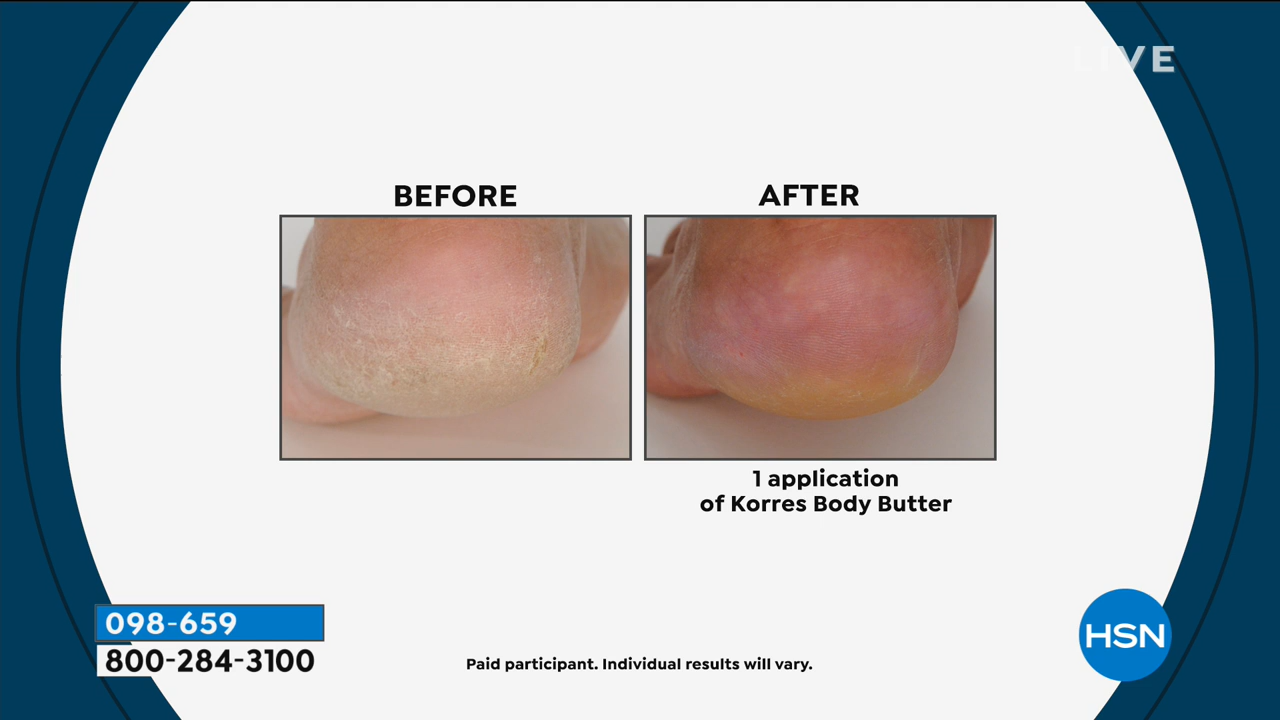 LIVE
BEFORE
AFTER
1 application
of Korres Body Butter
098-659
800-284-3100
Paid participant. Individual results will vary.
HSN